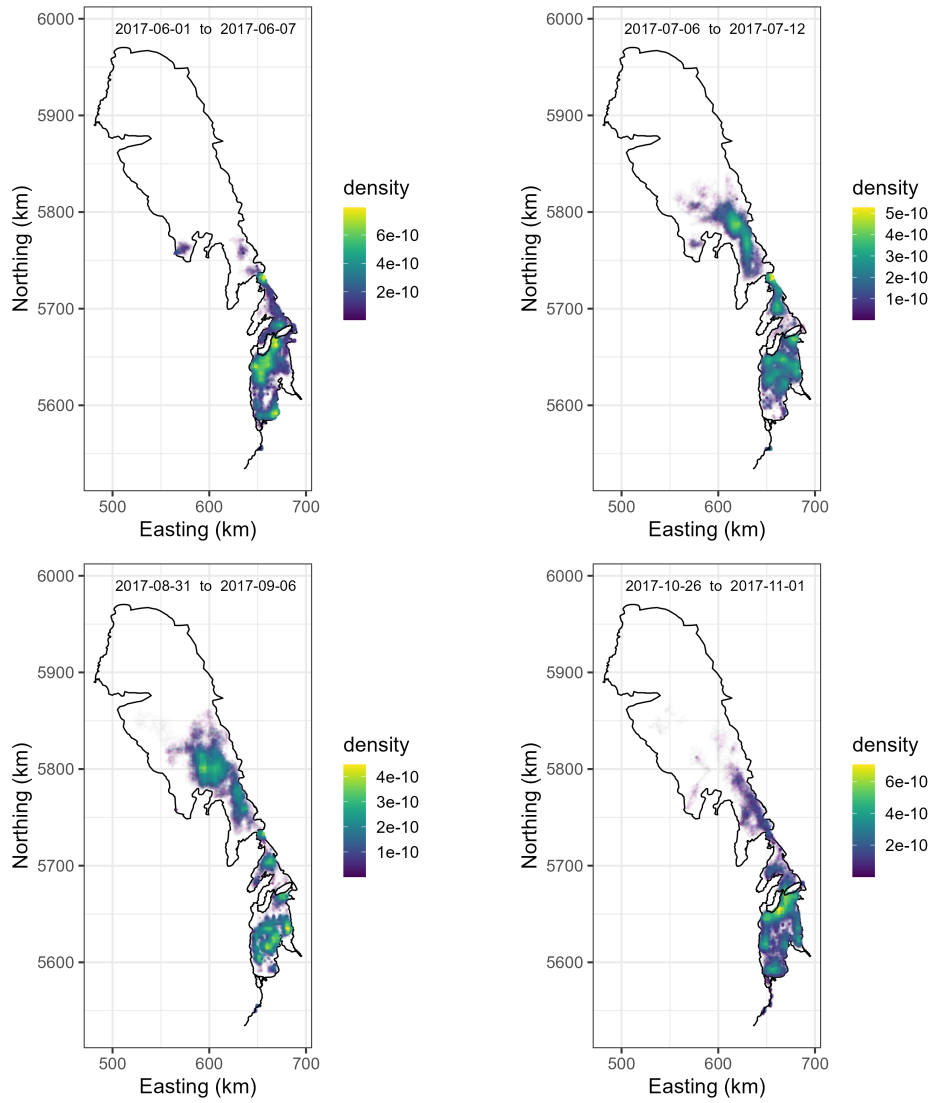 2017-06-01 to 2017-06-07
6000
5900
5800
5700
5600
500 600 700
Northing (km)
Easting (km)
density
6e-10
4e-10
2e-10
2017-07-06 to 2017-07-12
6000
5900
5800
5700
5600
500 600 700
Northing (km)
Easting (km)
density
5e-10
4e-10
3e-10
2e-10
1e-10
2017-08-31 to 2017-09-06
6000
5900
5800
5700
5600
500 600 700
Northing (km)
Easting (km)
density
4e-10
3e-10
2e-10
1e-10
2017-10-26 to 2017-11-01
6000
5900
5800
5700
5600
500 600 700
Northing (km)
Easting (km)
density
6e-10
4e-10
2e-10